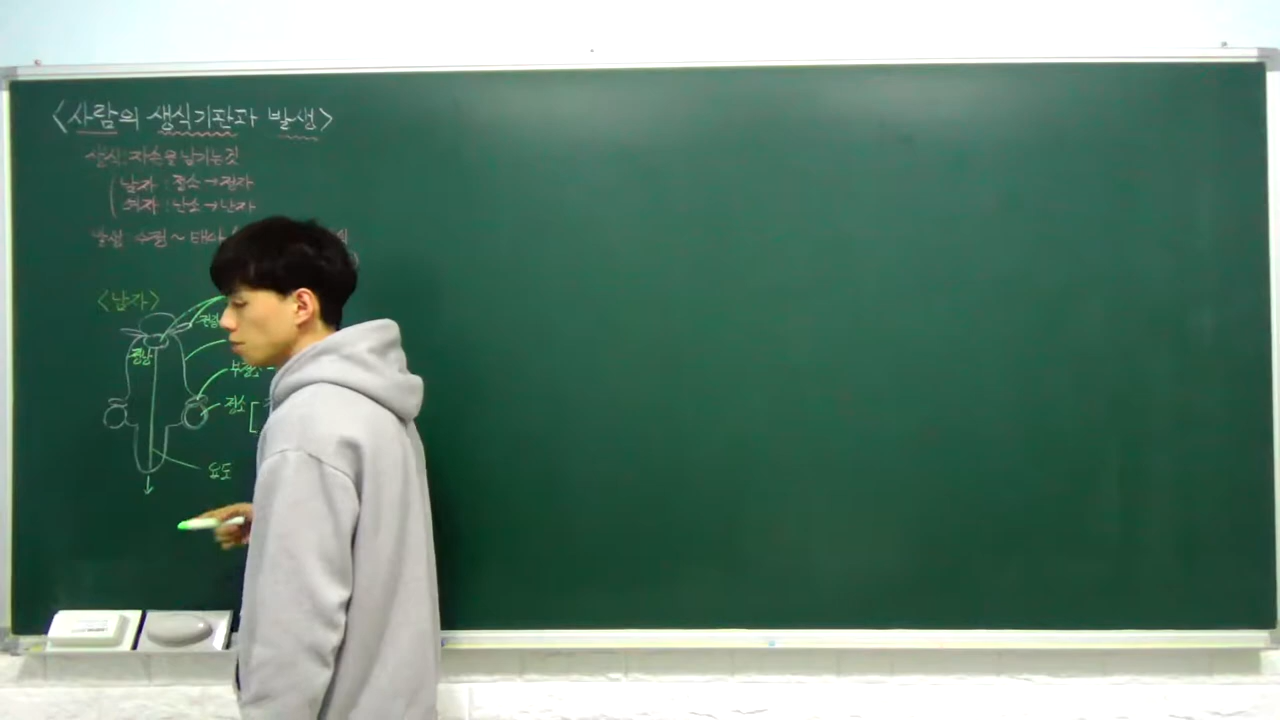 <사람의 생식기관과 발생>
생식: 자손을 남기는 것
남자 : 정소 → 정자
여자 : 난소 → 난자
발생: 수정 ~ 태아
<남자>
정낭
부정소 -
정소 [
요도